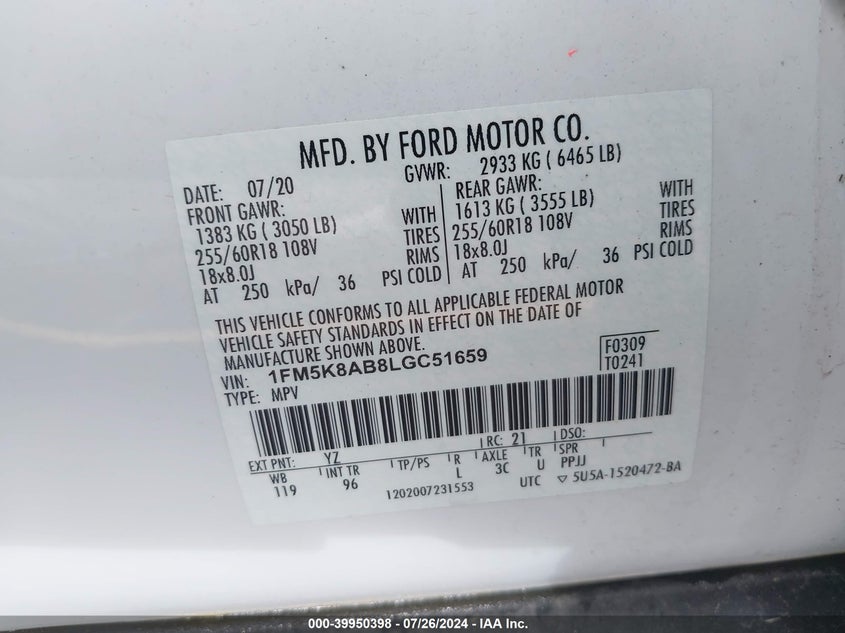 MFD. BY FORD MOTOR CO.
DATE: 07/20 GVWR: 2933 KG ( 6465 LB)
FRONT GAWR: REAR GAWR:
1383 KG ( 3050 LB) WITH 1613 KG ( 3555 LB) WITH
255/60R18 108V TIRES 255/60R18 108V TIRES
18x8.0J RIMS 18x8.0J RIMS
AT 250 kPa/ 36 PSI COLD AT 250 kPa/ 36 PSI COLD
THIS VEHICLE CONFORMS TO ALL APPLICABLE FEDERAL MOTOR
VEHICLE SAFETY STANDARDS IN EFFECT ON THE DATE OF
MANUFACTURE SHOWN ABOVE.
VIN: 1FM5K8AB8LGC51659 F0309
TYPE: MPV T0241
EXT PNT: YZ RC: 21 DSO:
WB INT TR TP/PS R AXLE TR SPR
119 96 L 3C U PPJJ
1202007231553 UTC ▽ 5U5A-1520472-BA
000-39950398 - 07/26/2024 - IAA Inc.